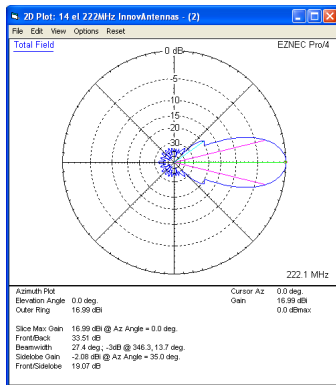 2D Plot: 14 el 222MHz InnovAntennas - (2)
File Edit View Options Reset
Total Field
EZNEC Pro/4
0 dB
-5
-10
-15
-20
-30
222.1 MHz
Azimuth Plot
Cursor Az 0.0 deg.
Elevation Angle 0.0 deg.
Gain 16.99 dBi
Outer Ring 16.99 dBi
0.0 dBmax
Slice Max Gain 16.99 dBi @ Az Angle = 0.0 deg.
Front/Back 33.51 dB
Beamwidth 27.4 deg.; -3dB @ 346.3, 13.7 deg.
Sidelobe Gain -2.08 dBi @ Az Angle = 35.0 deg.
Front/Sidelobe 19.07 dB